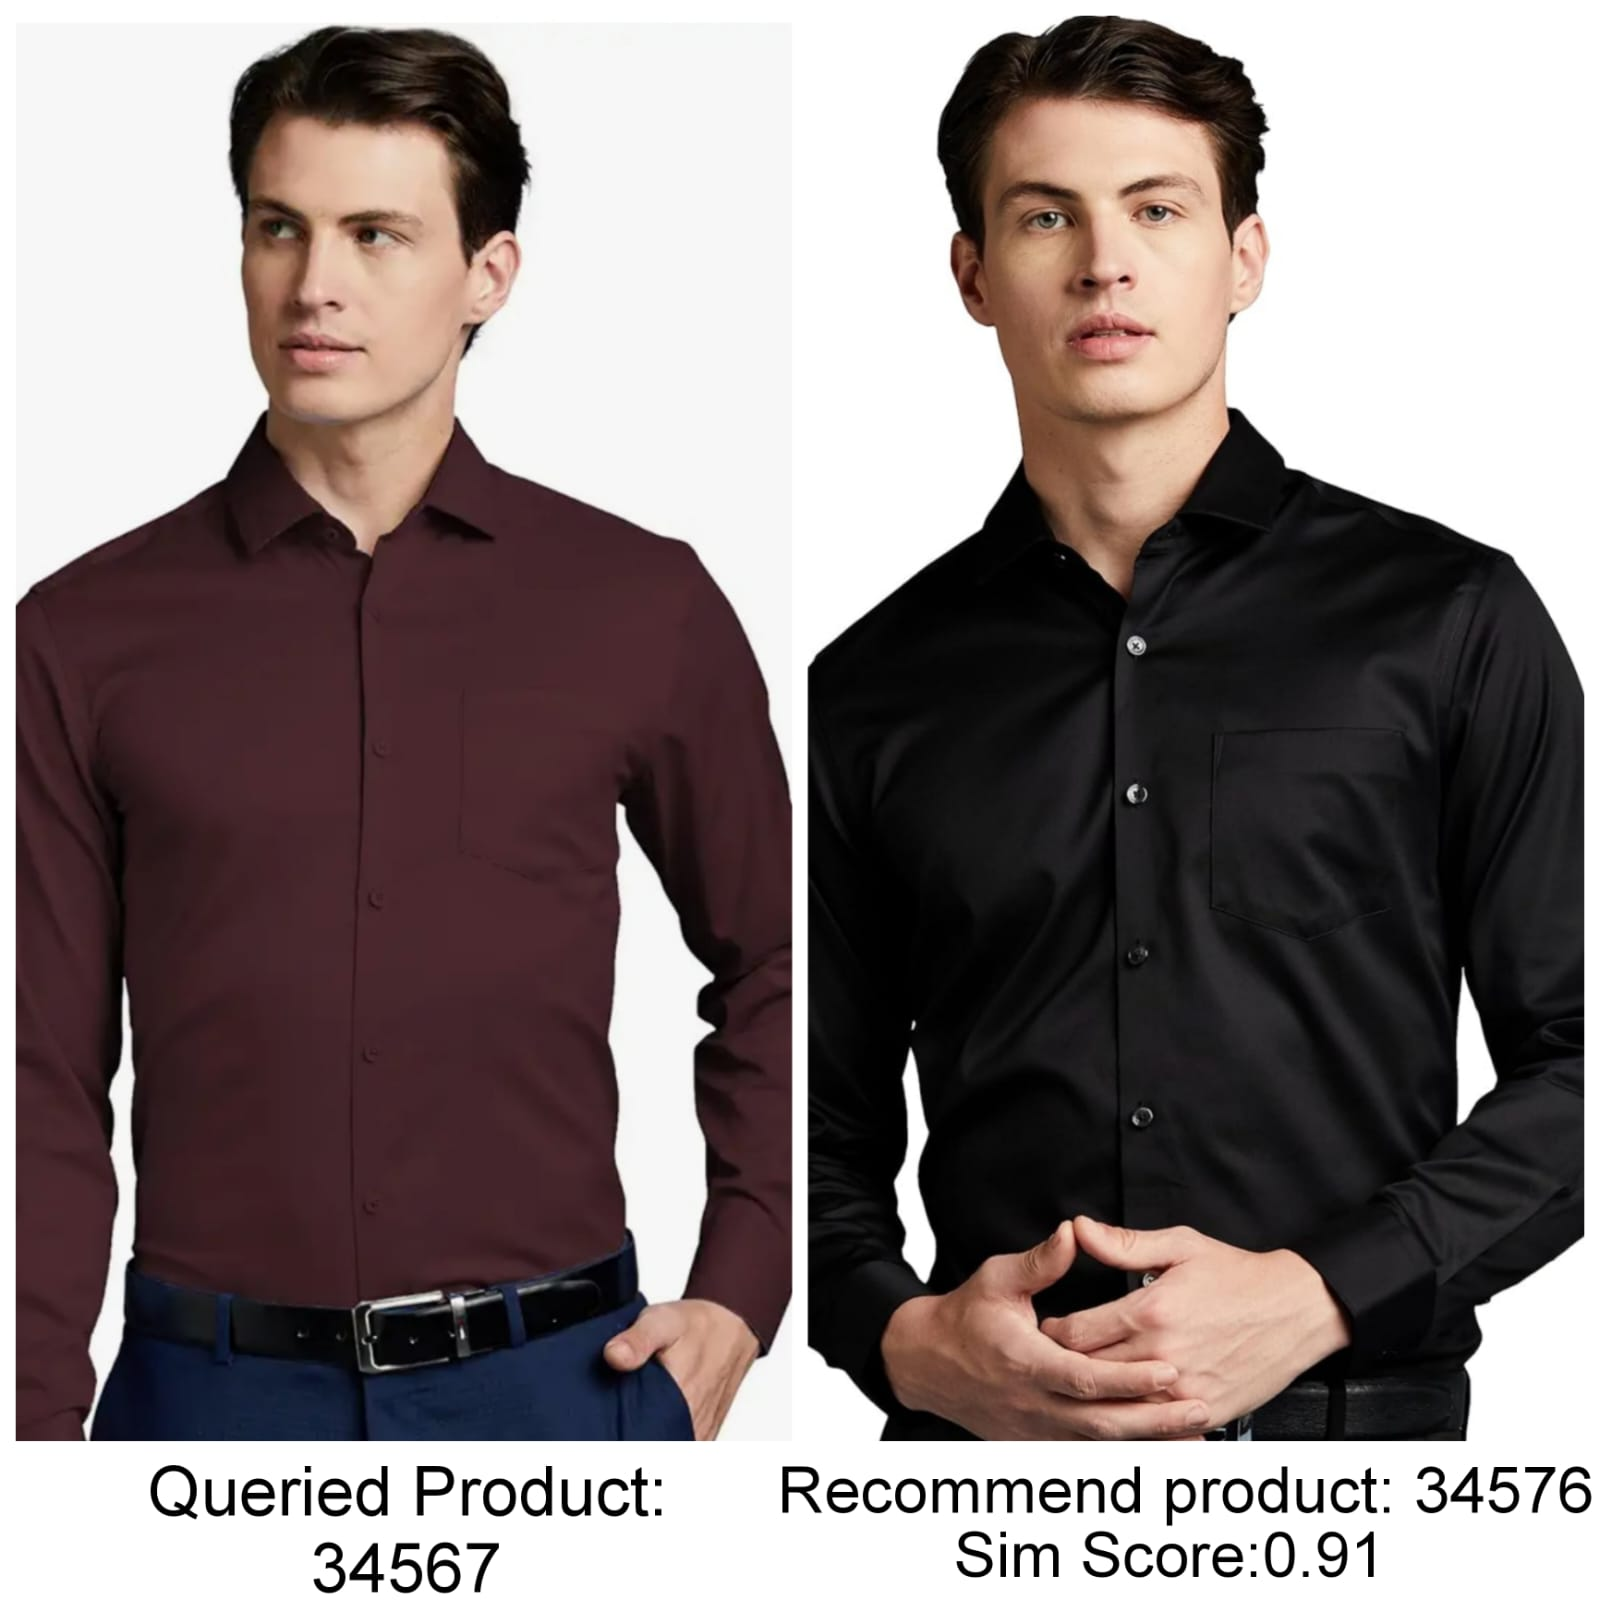 Queried Product:
34567
Recommend product: 34576
Sim Score:0.91